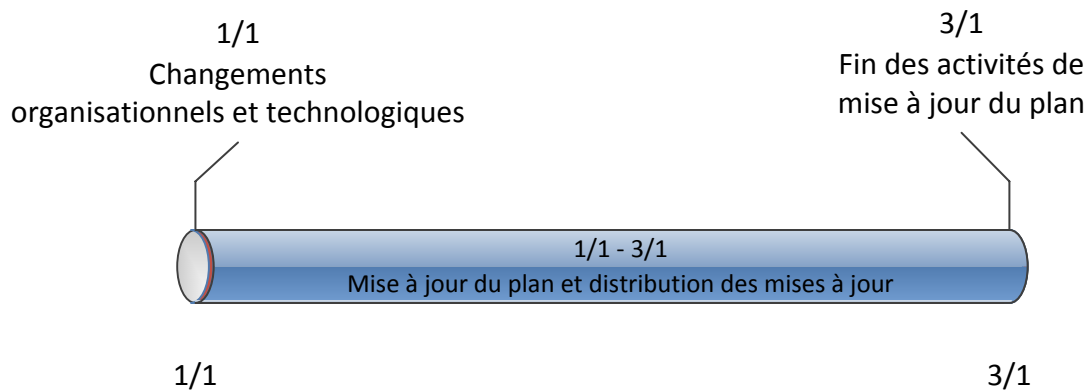 1/1
Changements
organisationnels et technologiques
3/1
Fin des activités de
mise à jour du plan
1/1 - 3/1
Mise à jour du plan et distribution des mises à jour
1/1
3/1